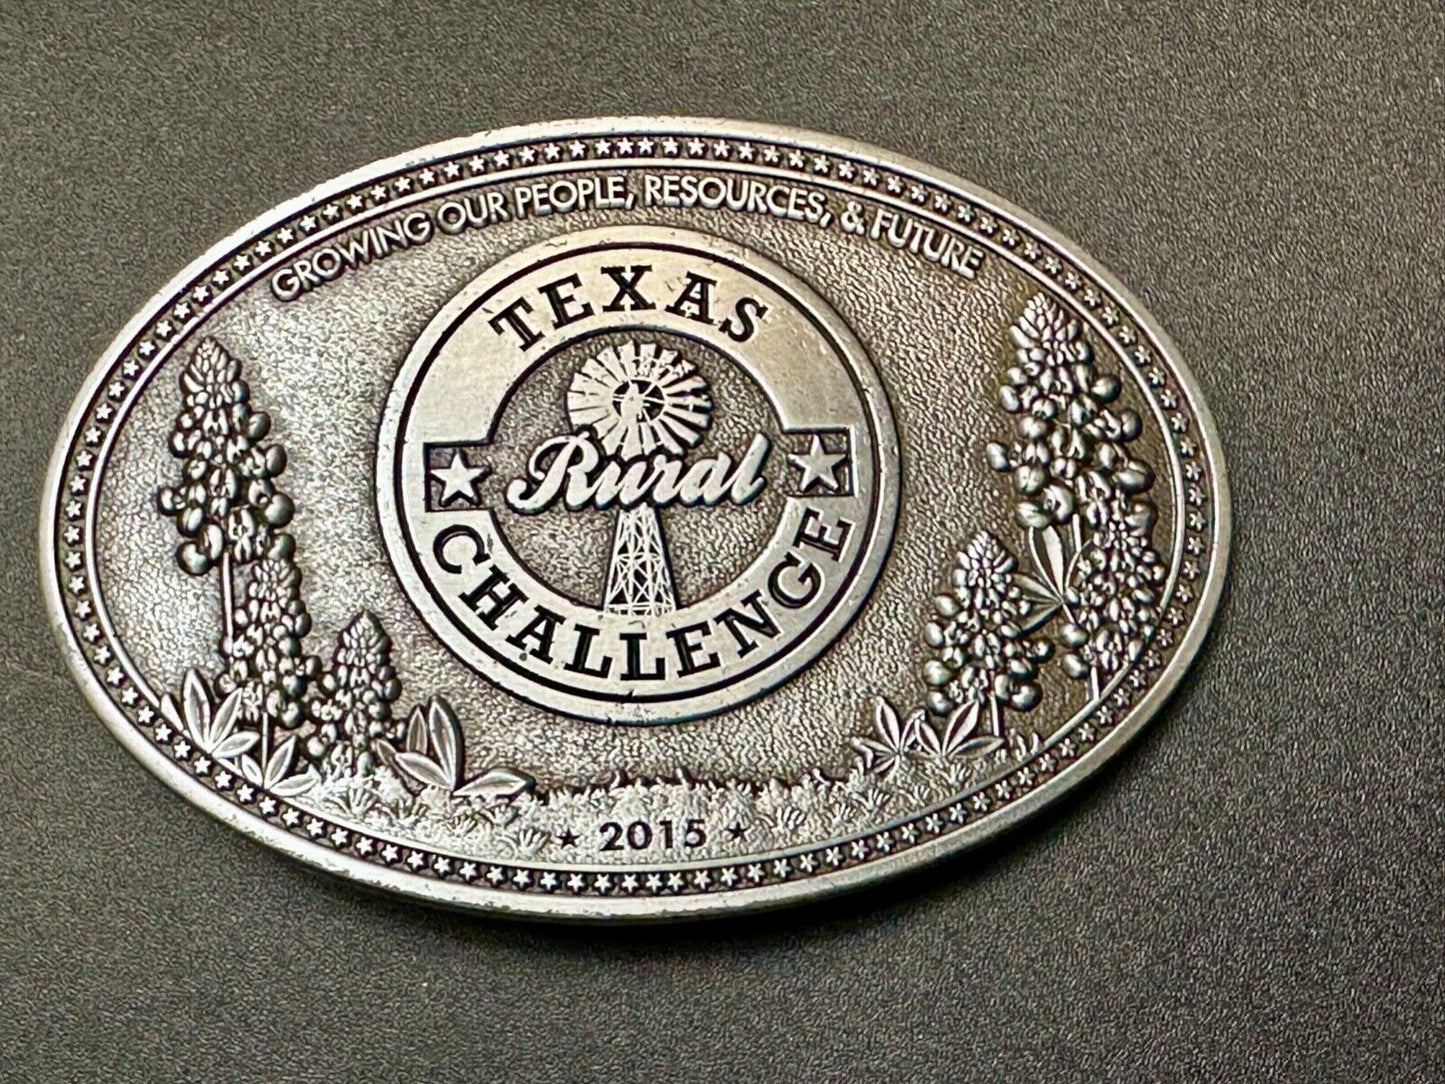 GROWING OUR PEOPLE, RESOURCES, & FUTURE
TEXAS
Rural
CHALLENGE
2015